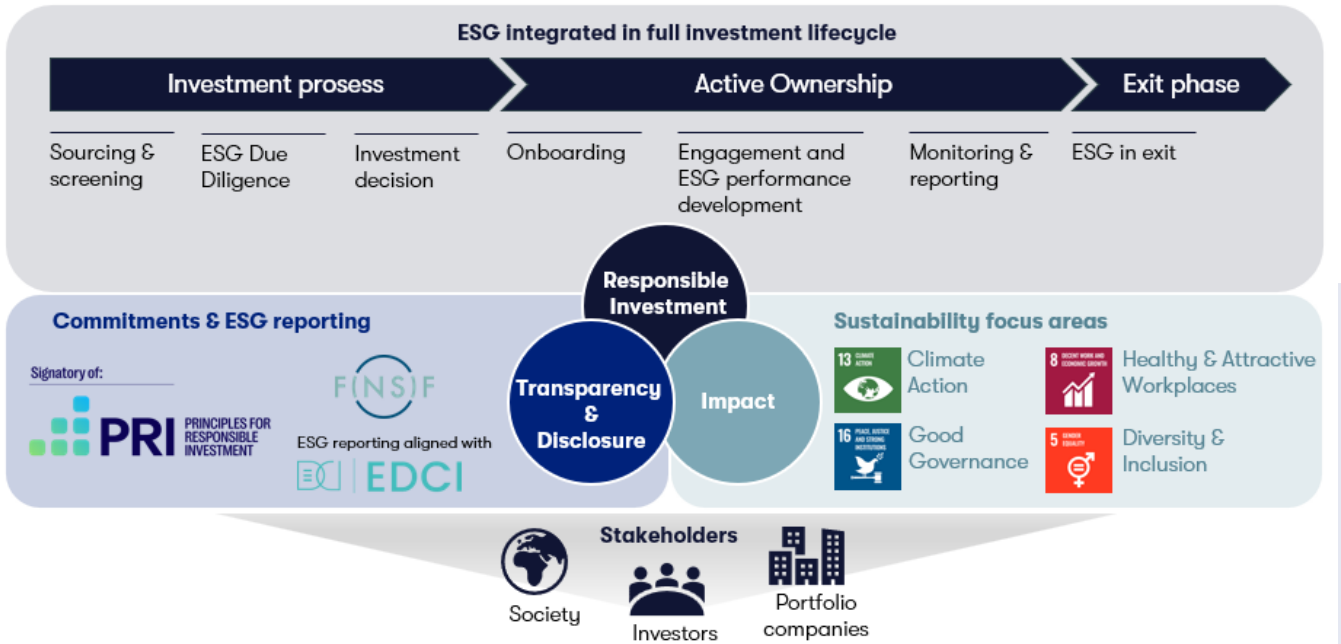 ESG integrated in full investment lifecycle
Investment prosess
Active Ownership
Exit phase
Sourcing &
screening
ESG Due
Diligence
Investment
decision
Onboarding
Engagement and
ESG performance
development
Monitoring &
reporting
ESG in exit
Responsible
Investment
Transparency
&
Disclosure
Impact
Commitments & ESG reporting
Signatory of:
PRI
PRINCIPLES FOR
RESPONSIBLE
INVESTMENT
F(NS)F
ESG reporting aligned with
EDCI
Sustainability focus areas
13 CLIMATE
ACTION
Climate
Action
8 DECENT WORK AND
ECONOMIC GROWTH
Healthy & Attractive
Workplaces
16 PEACE, JUSTICE
AND STRONG
INSTITUTIONS
Good
Governance
5 GENDER
EQUALITY
Diversity &
Inclusion
Stakeholders
Society
Investors
Portfolio
companies